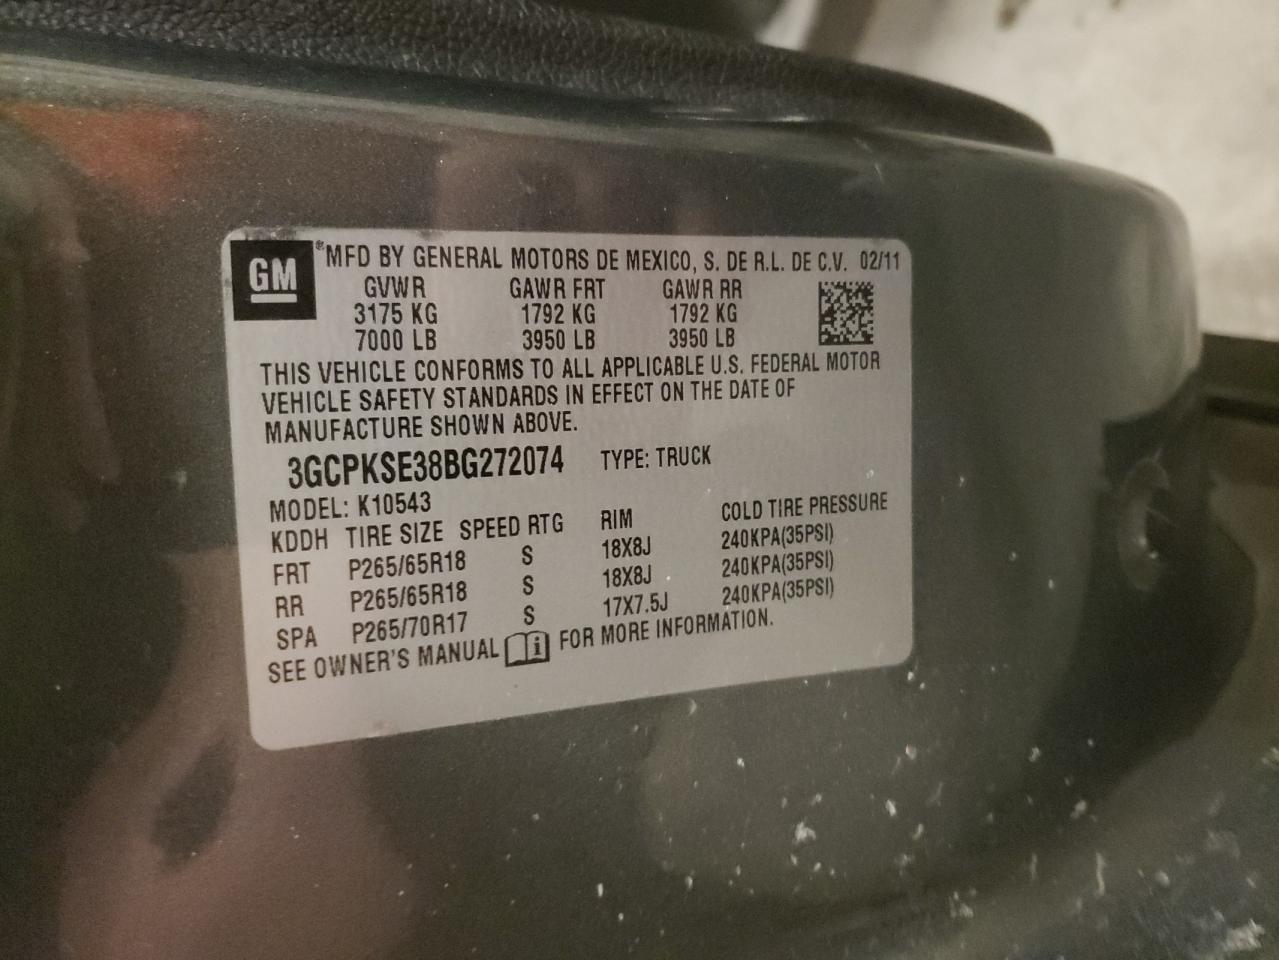 GM ® MFD BY GENERAL MOTORS DE MEXICO, S. DE R.L. DE C.V. 02/11
GVWR GAWR FRT GAWR RR
3175 KG 1792 KG 1792 KG
7000 LB 3950 LB 3950 LB
THIS VEHICLE CONFORMS TO ALL APPLICABLE U.S. FEDERAL MOTOR
VEHICLE SAFETY STANDARDS IN EFFECT ON THE DATE OF
MANUFACTURE SHOWN ABOVE.
3GCPKSE38BG272074 TYPE: TRUCK
MODEL: K10543
KDDH TIRE SIZE SPEED RTG RIM COLD TIRE PRESSURE
FRT P265/65R18 S 18X8J 240KPA(35PSI)
RR P265/65R18 S 18X8J 240KPA(35PSI)
SPA P265/70R17 S 17X7.5J 240KPA(35PSI)
SEE OWNER'S MANUAL i FOR MORE INFORMATION.